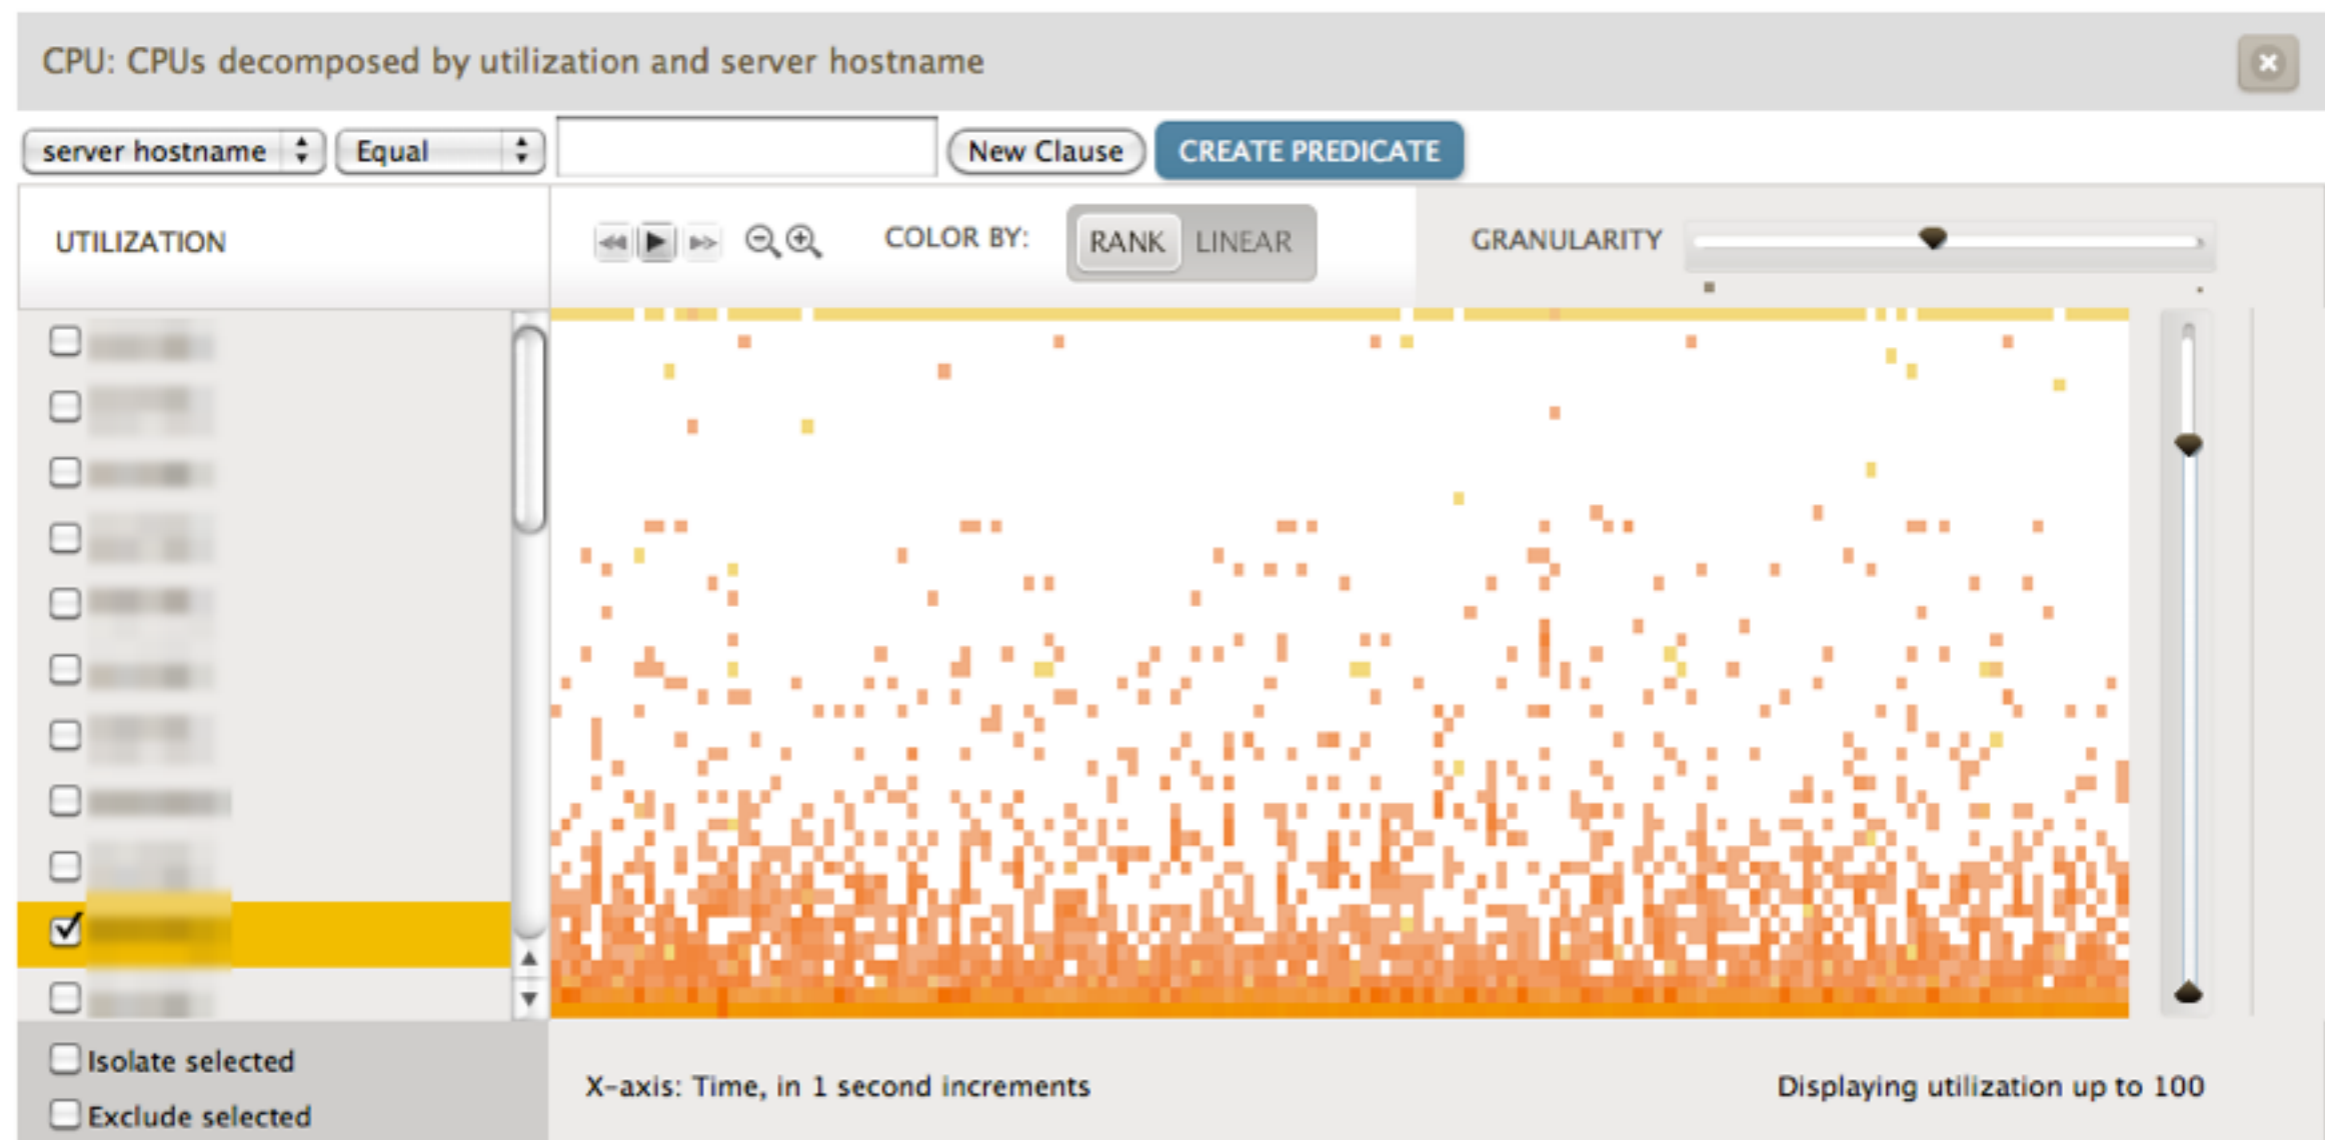 CPU: CPUs decomposed by utilization and server hostname
server hostname Equal New Clause CREATE PREDICATE
UTILIZATION COLOR BY: RANK LINEAR GRANULARITY
Isolate selected
Exclude selected
X-axis: Time, in 1 second increments Displaying utilization up to 100